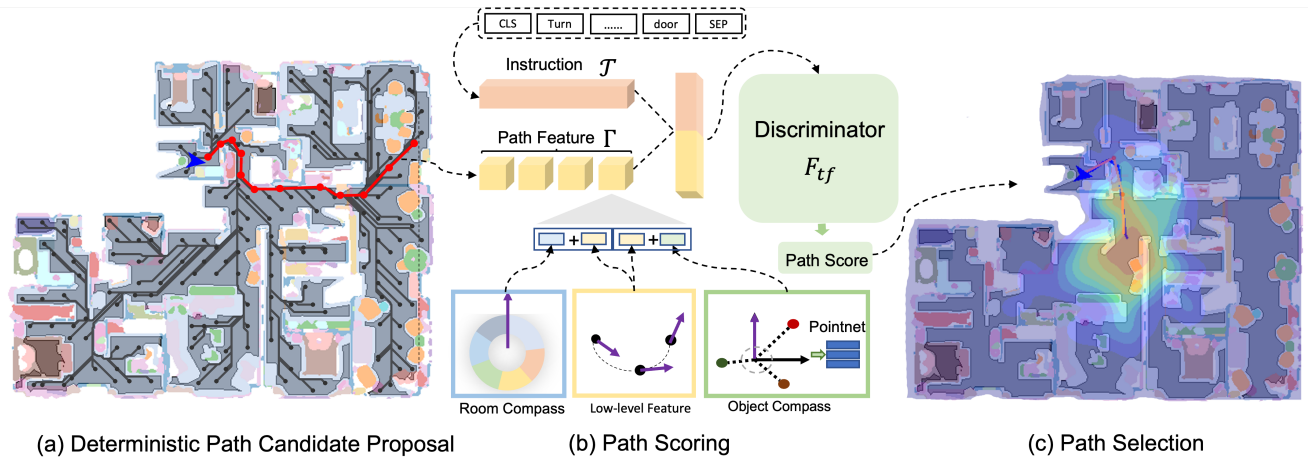 CLS Turn ...... door SEP
Instruction 𝒯
Path Feature Γ
Discriminator
F_tf
Path Score
+ +
Pointnet
Room Compass
Low-level Feature
Object Compass
(a) Deterministic Path Candidate Proposal
(b) Path Scoring
(c) Path Selection